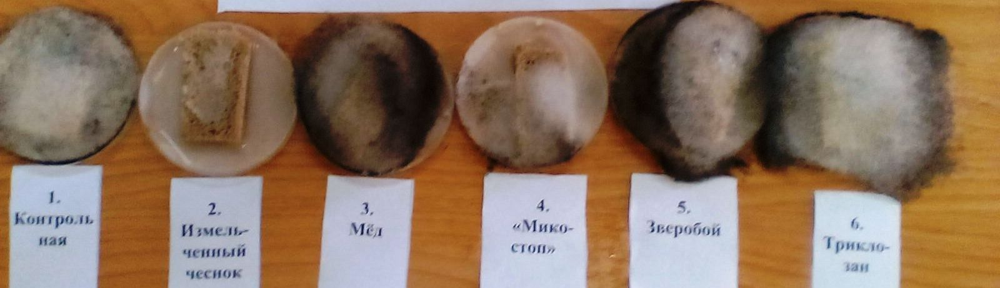 1.
Контроль
ная
2.
Измель-
ченный
чеснок
3.
Мёд
4.
«Мико-
стоп»
5.
Зверобой
6.
Трикло-
зан